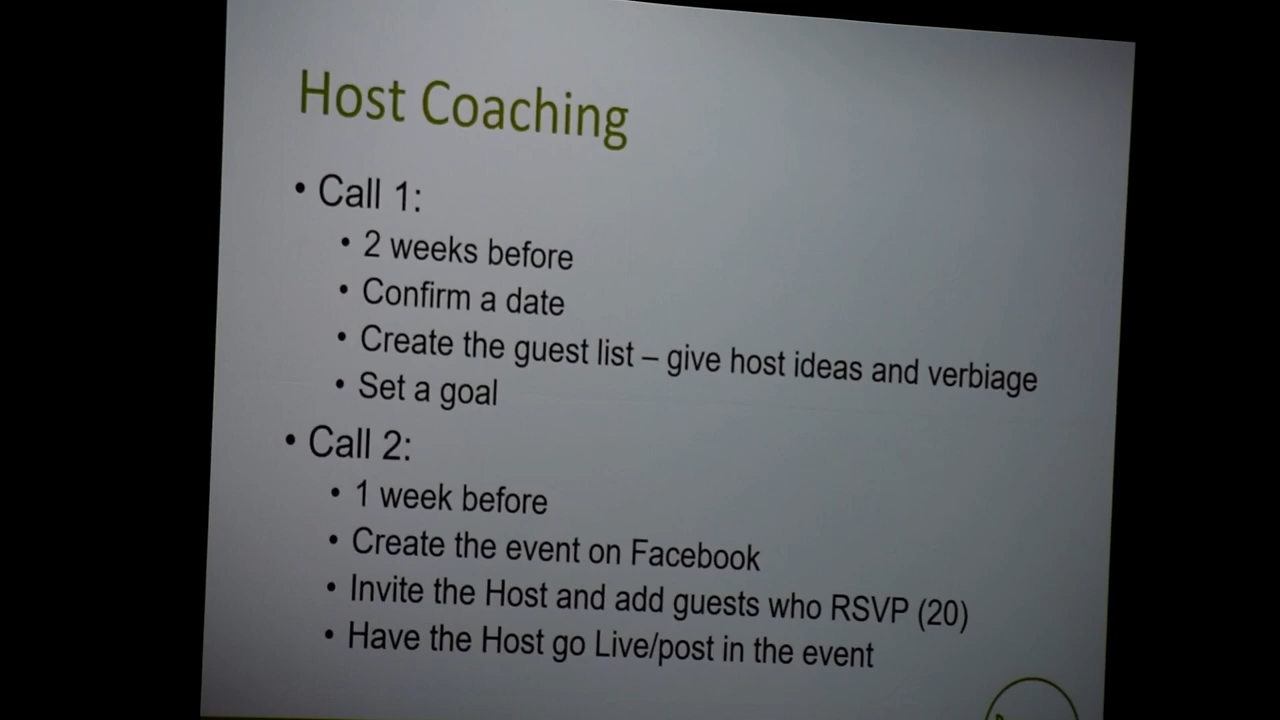 Host Coaching
• Call 1:
• 2 weeks before
• Confirm a date
• Create the guest list – give host ideas and verbiage
• Set a goal
• Call 2:
• 1 week before
• Create the event on Facebook
• Invite the Host and add guests who RSVP (20)
• Have the Host go Live/post in the event